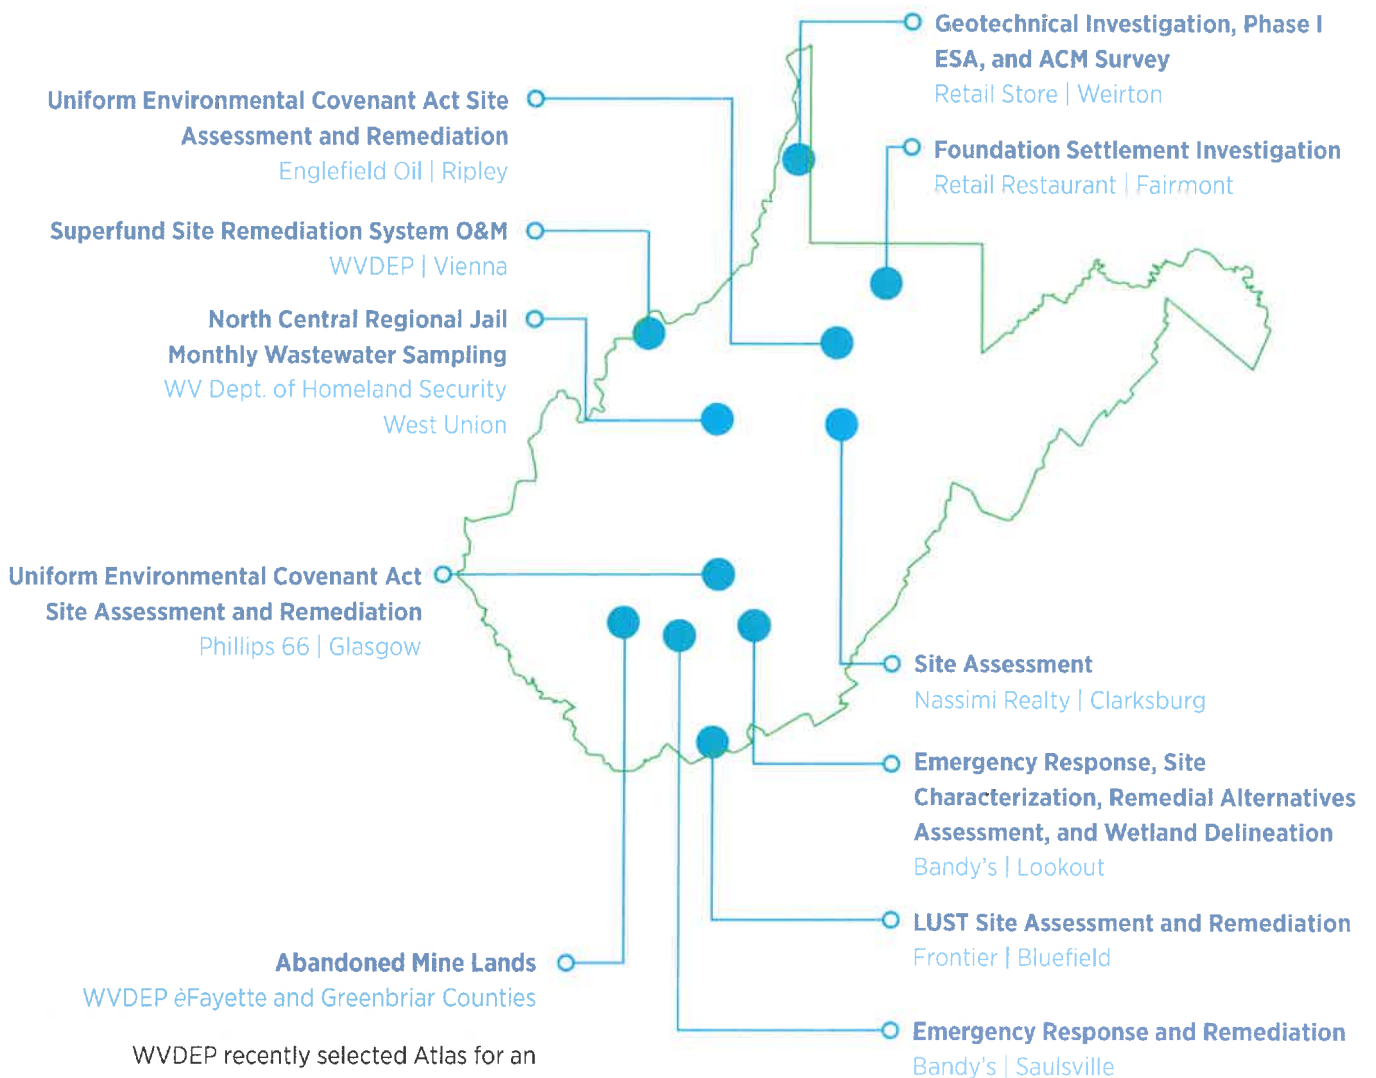 Geotechnical Investigation, Phase I
ESA, and ACM Survey
Retail Store | Weirton
Uniform Environmental Covenant Act Site
Assessment and Remediation
Englefield Oil | Ripley
Foundation Settlement Investigation
Retail Restaurant | Fairmont
Superfund Site Remediation System O&M
WVDEP | Vienna
North Central Regional Jail
Monthly Wastewater Sampling
WV Dept. of Homeland Security
West Union
Uniform Environmental Covenant Act
Site Assessment and Remediation
Phillips 66 | Glasgow
Site Assessment
Nassimi Realty | Clarksburg
Emergency Response, Site
Characterization, Remedial Alternatives
Assessment, and Wetland Delineation
Bandy's | Lookout
LUST Site Assessment and Remediation
Frontier | Bluefield
Abandoned Mine Lands
WVDEP èFayette and Greenbriar Counties
WVDEP recently selected Atlas for an
Emergency Response and Remediation
Bandy's | Saulsville